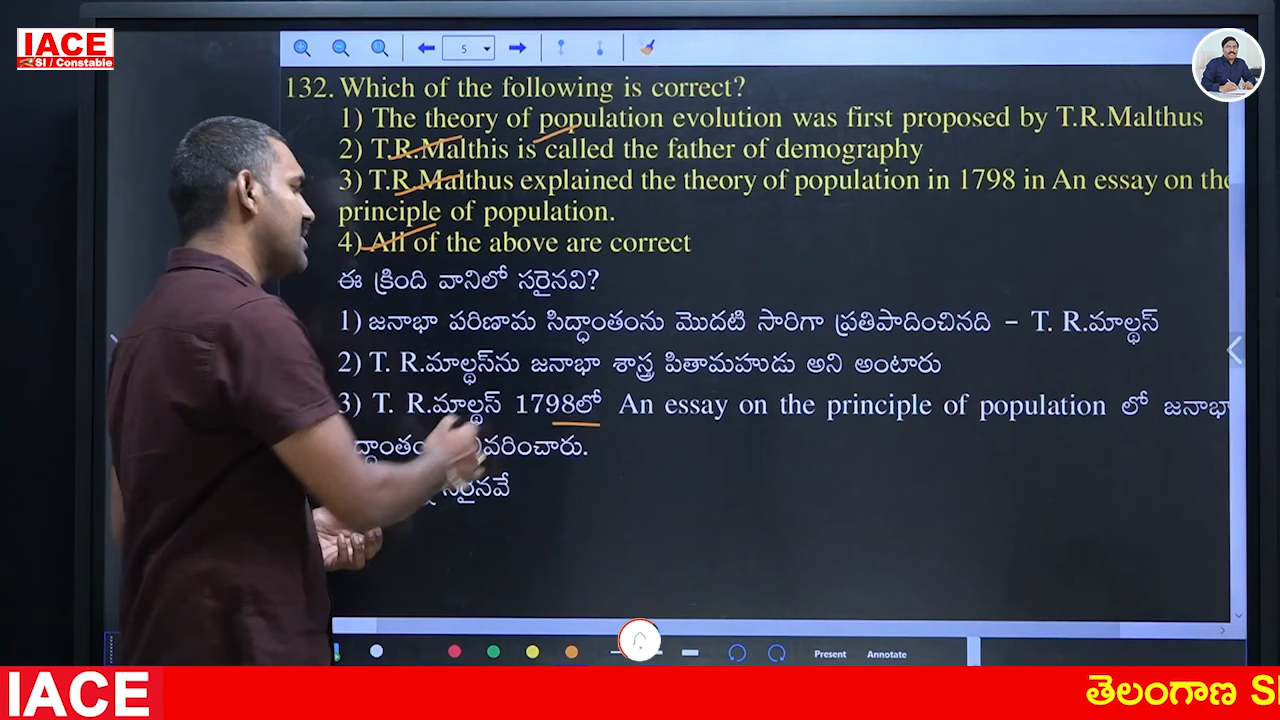 IACE
SI / Constable
5
132. Which of the following is correct?
1) The theory of population evolution was first proposed by T.R.Malthus
2) T.R.Malthis is called the father of demography
3) T.R.Malthus explained the theory of population in 1798 in An essay on the
principle of population.
4) All of the above are correct
ఈ క్రింది వానిలో సరైనవి?
1) జనాభా పరిణామ సిద్ధాంతంను మొదటి సారిగా ప్రతిపాదించినది – T. R.మాల్థస్
2) T. R.మాల్థస్‌ను జనాభా శాస్త్ర పితామహుడు అని అంటారు
3) T. R.మాల్థస్ 1798లో An essay on the principle of population లో జనాభా
సరైనవే
Present Annotate
IACE
తెలంగాణ SI